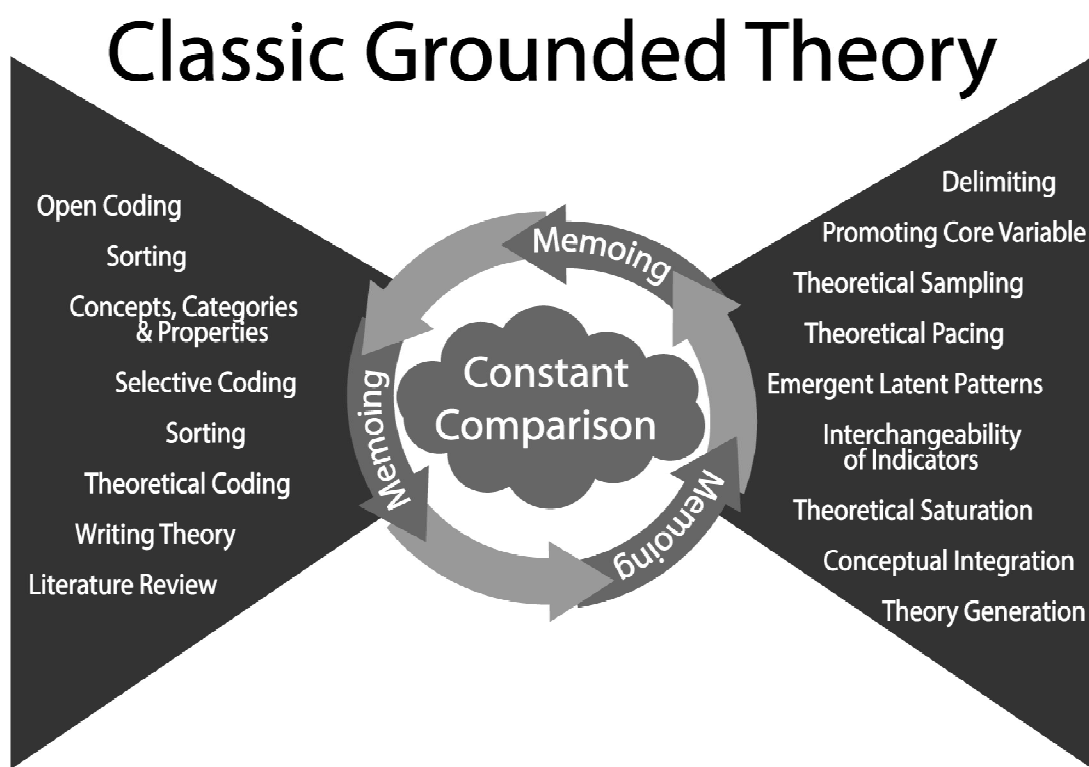 Classic Grounded Theory
Open Coding
Sorting
Concepts, Categories
& Properties
Selective Coding
Sorting
Theoretical Coding
Writing Theory
Literature Review
Memoing
Memoing
Memoing
Constant
Comparison
Delimiting
Promoting Core Variable
Theoretical Sampling
Theoretical Pacing
Emergent Latent Patterns
Interchangeability
of Indicators
Theoretical Saturation
Conceptual Integration
Theory Generation